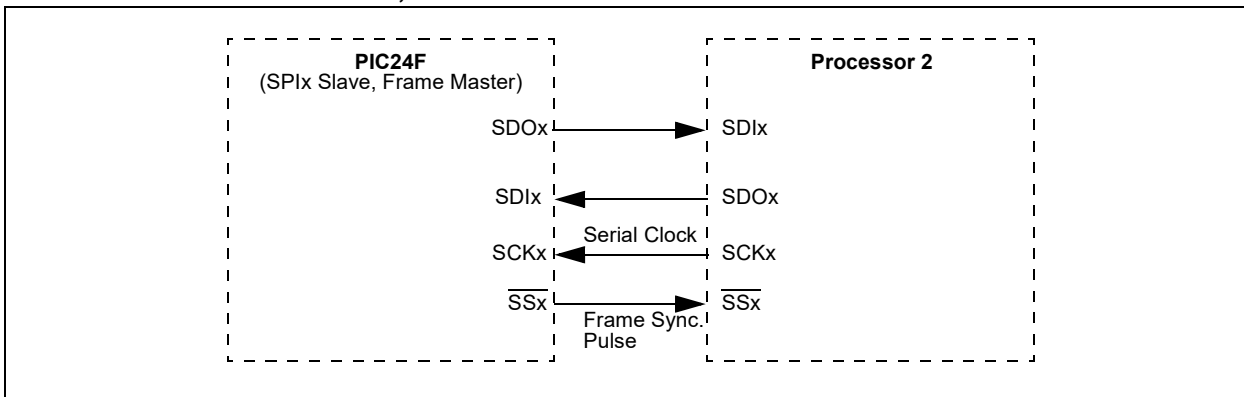 PIC24F
(SPIx Slave, Frame Master)
Processor 2
SDOx
SDIx
SDIx
SDOx
Serial Clock
SCKx
SCKx
SSx
SSx
Frame Sync.
Pulse